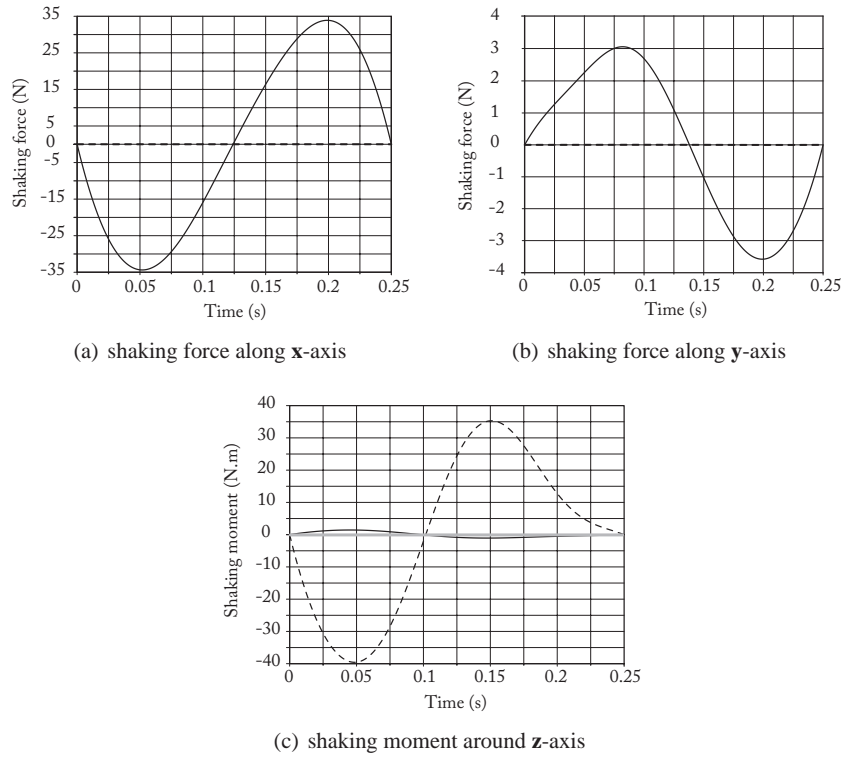 35
25
15
5
0
-5
-15
-25
-35
Shaking force (N)
0 0.05 0.1 0.15 0.2 0.25
Time (s)
(a) shaking force along x-axis
4
3
2
1
0
-1
-2
-3
-4
Shaking force (N)
0 0.05 0.1 0.15 0.2 0.25
Time (s)
(b) shaking force along y-axis
40
30
20
10
0
-10
-20
-30
-40
Shaking moment (N.m)
0 0.05 0.1 0.15 0.2 0.25
Time (s)
(c) shaking moment around z-axis